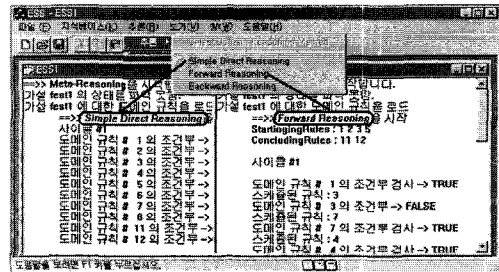 ESS - ESS1
파일(F) 지식베이스(L) 추론(R) 도구(V) 창(W) 도움말(H)
Simple Direct Reasoning
Forward Reasoning
Backward Reasoning
ESS1
==>> Meta-Reasoning을
가설 fest1 의 상태를
가설 fest1 에 대한 도메인 규칙을 로드
==> Simple Direct Reasoning
사이클 #1
도메인 규칙 # 1 의 조건부 ->
도메인 규칙 # 2 의 조건부 ->
도메인 규칙 # 3 의 조건부 ->
도메인 규칙 # 4 의 조건부 ->
도메인 규칙 # 5 의 조건부 ->
도메인 규칙 # 6 의 조건부 ->
도메인 규칙 # 7 의 조건부 ->
도메인 규칙 # 8 의 조건부 ->
도메인 규칙 # 11 의 조건부 ->
도메인 규칙 # 12 의 조건부 ->
가설 fest1 에 대한 도메인 규칙을 로드
==> Forward Reasoning 을 시작
StartingingRules : 1 2 3 5
ConcludingRules : 11 12
사이클 #1
도메인 규칙 # 1 의 조건부 검사 -> TRUE
스케쥴된 규칙 : 3
도메인 규칙 # 3 의 조건부 -> FALSE
스케쥴된 규칙 : 7
도메인 규칙 # 7 의 조건부 검사 -> TRUE
스케쥴된 규칙 : 4
도메인 규칙 # 4 의 조건부 검사 -> TRUE
도움말을 보려면 F1 키를 누르십시오.